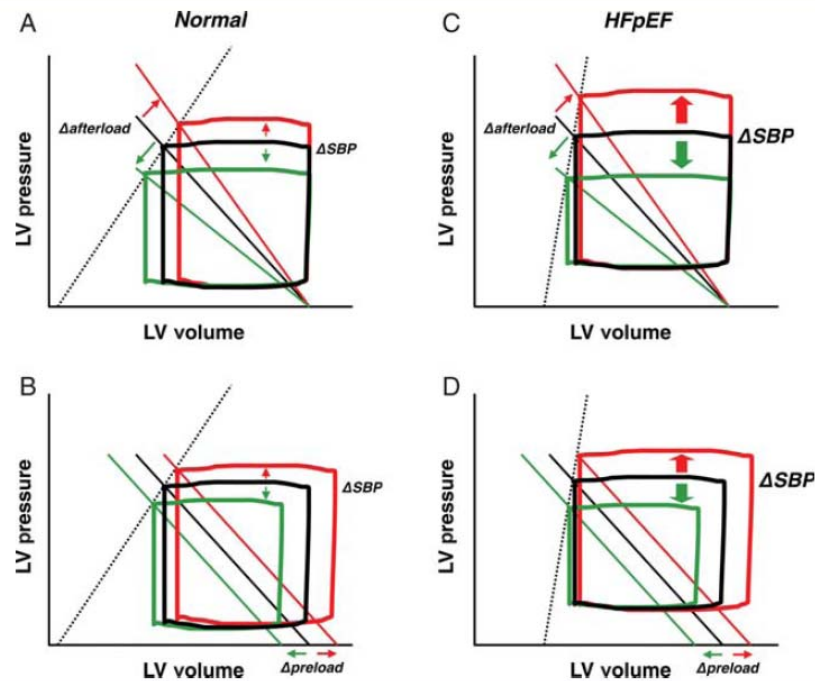 A
Normal
Δafterload
ΔSBP
LV pressure
LV volume
C
HFpEF
Δafterload
ΔSBP
LV pressure
LV volume
B
ΔSBP
LV pressure
Δpreload
LV volume
D
ΔSBP
LV pressure
Δpreload
LV volume